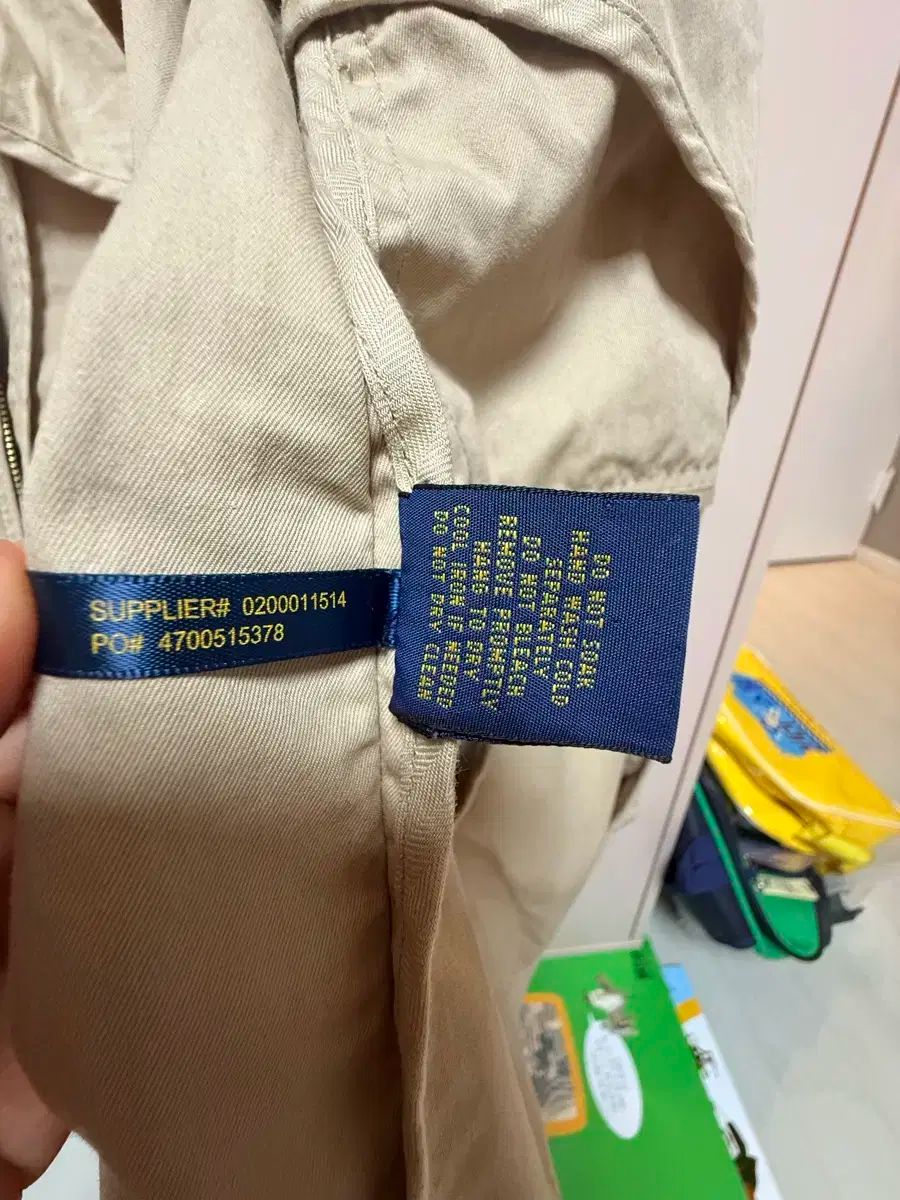 SUPPLIER# 0200011514
PO# 4700515378
DO NOT SOAK
HAND WASH COLD
SEPARATELY
DO NOT BLEACH
REMOVE PROMPTLY
HANG TO DRY
COOL IRON IF NEEDED
DO NOT DRY CLEAN